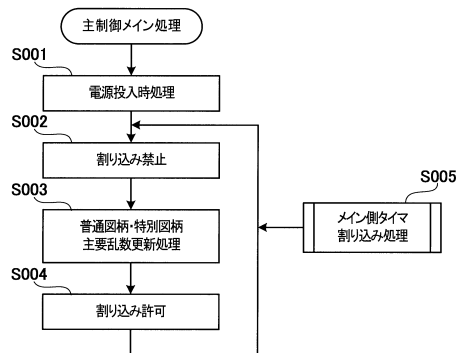 主制御メイン処理
S001
電源投入時処理
S002
割り込み禁止
S003
普通図柄・特別図柄
主要乱数更新処理
S004
割り込み許可
S005
メイン側タイマ
割り込み処理